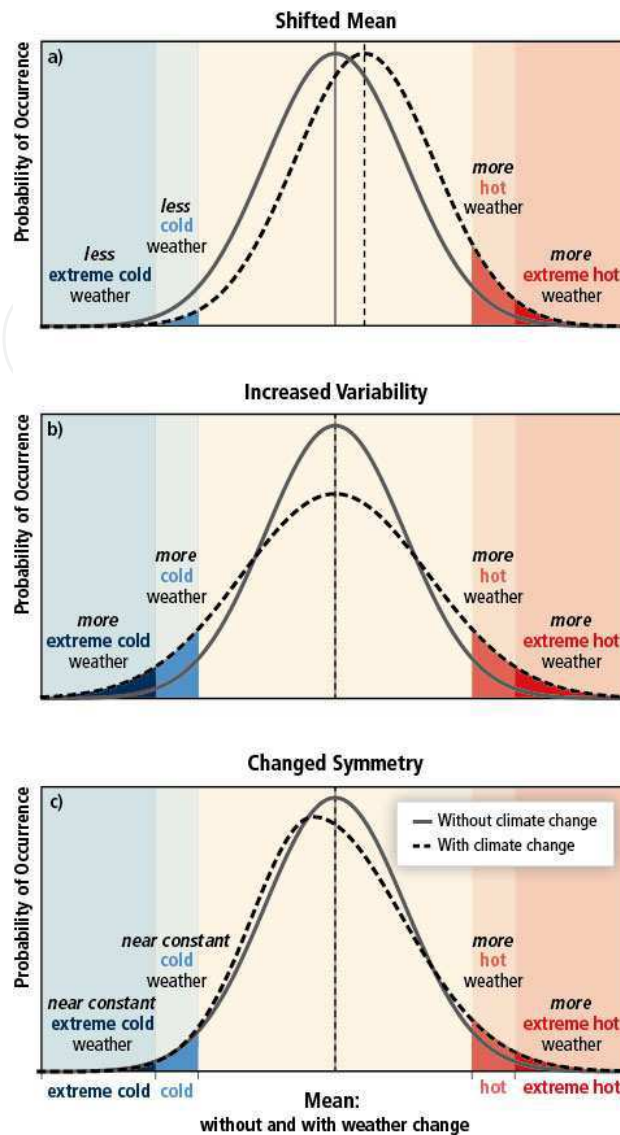 Shifted Mean
a)
Probability of Occurrence
less
extreme cold
weather
less
cold
weather
more
hot
weather
more
extreme hot
weather
Increased Variability
b)
Probability of Occurrence
more
extreme cold
weather
more
cold
weather
more
hot
weather
more
extreme hot
weather
Changed Symmetry
c)
Probability of Occurrence
Without climate change
With climate change
near constant
extreme cold
weather
near constant
cold
weather
more
hot
weather
more
extreme hot
weather
extreme cold
cold
Mean:
without and with weather change
hot
extreme hot